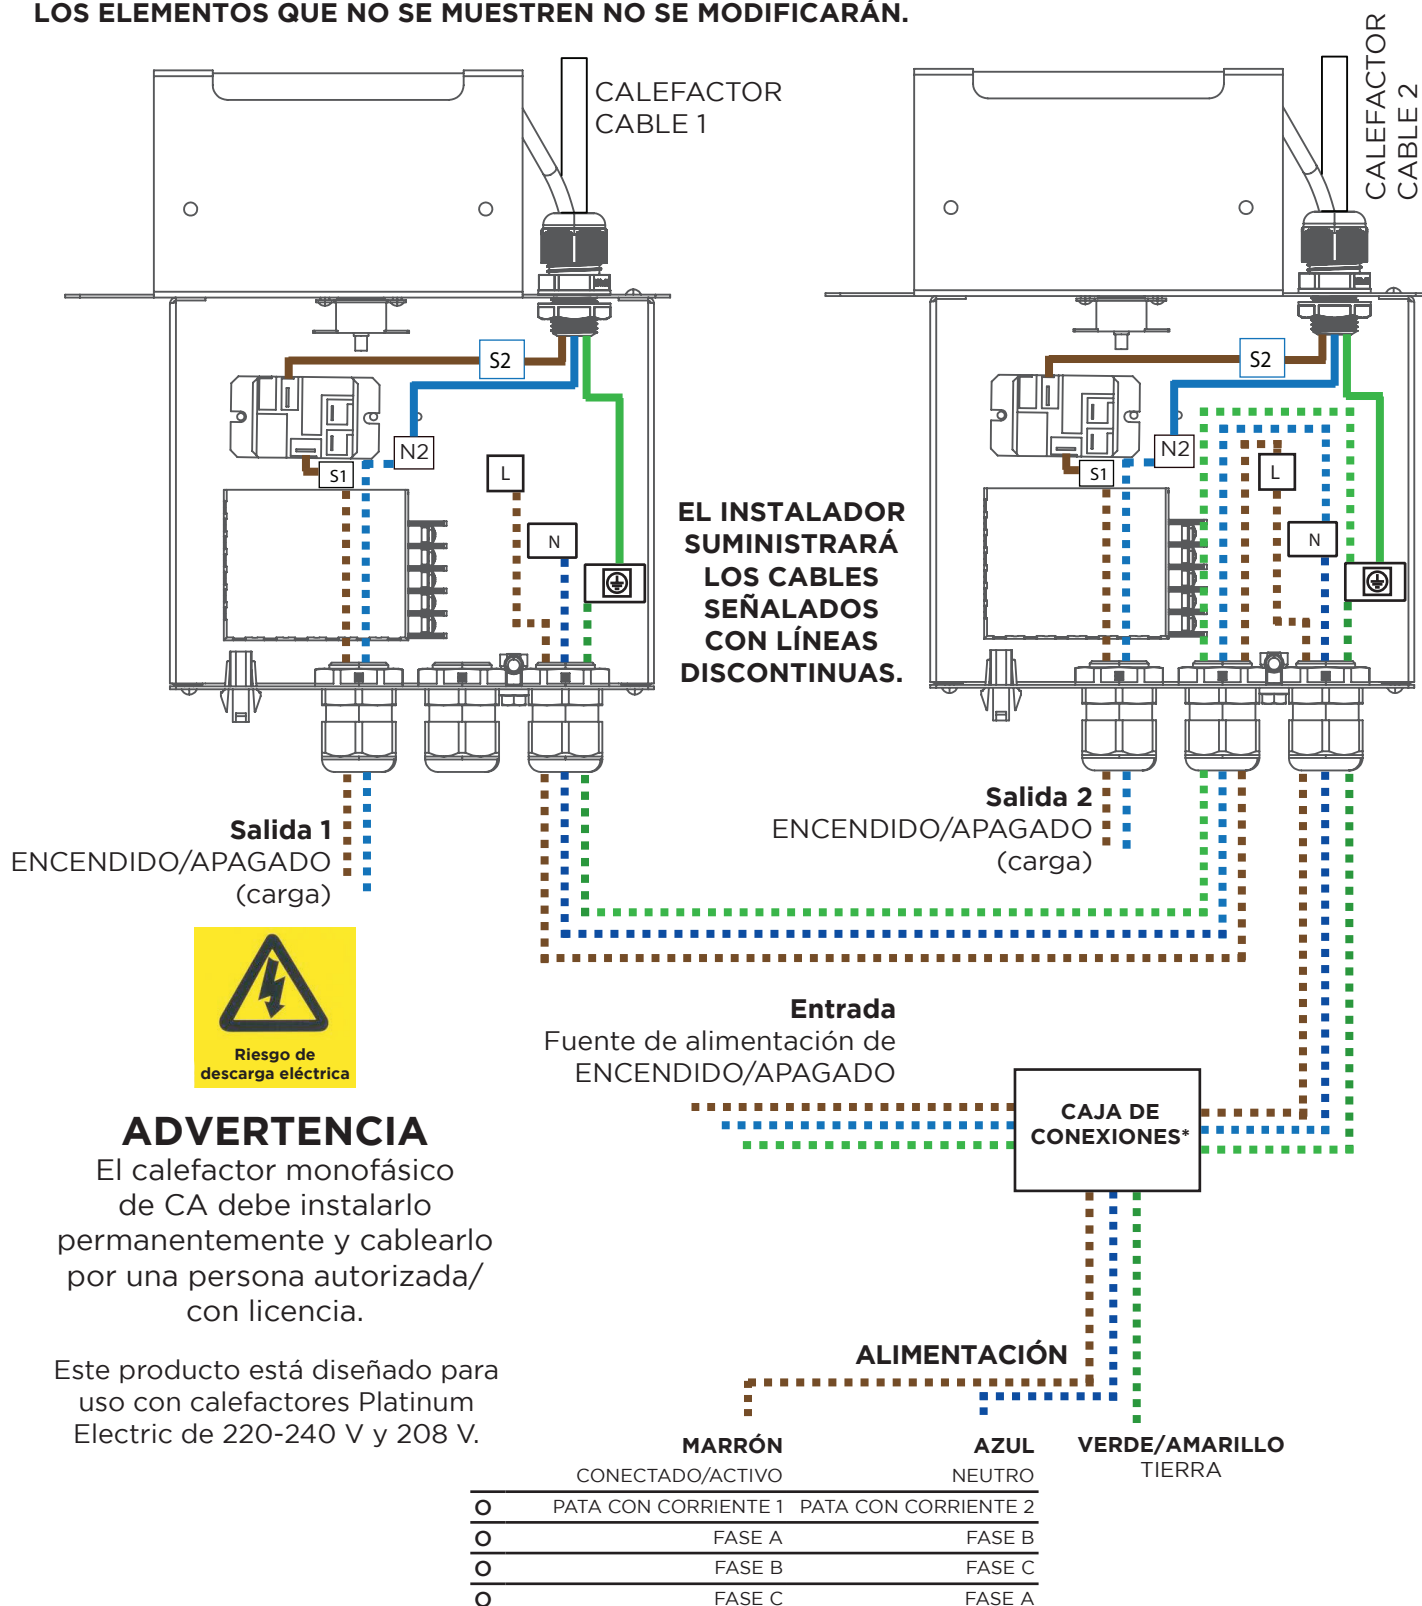 LOS ELEMENTOS QUE NO SE MUESTREN NO SE MODIFICARÁN.
CALEFACTOR
CABLE 1
CALEFACTOR
CABLE 2
S2
N2
S1
L
N
S2
N2
S1
L
N
EL INSTALADOR
SUMINISTRARÁ
LOS CABLES
SEÑALADOS
CON LÍNEAS
DISCONTINUAS.
Salida 1
ENCENDIDO/APAGADO
(carga)
Salida 2
ENCENDIDO/APAGADO
(carga)
Riesgo de
descarga eléctrica
Entrada
Fuente de alimentación de
ENCENDIDO/APAGADO
CAJA DE
CONEXIONES*
ADVERTENCIA
El calefactor monofásico
de CA debe instalarlo
permanentemente y cablearlo
por una persona autorizada/
con licencia.
Este producto está diseñado para
uso con calefactores Platinum
Electric de 220-240 V y 208 V.
ALIMENTACIÓN
MARRÓN AZUL VERDE/AMARILLO
CONECTADO/ACTIVO NEUTRO TIERRA
O PATA CON CORRIENTE 1 PATA CON CORRIENTE 2
O FASE A FASE B
O FASE B FASE C
O FASE C FASE A